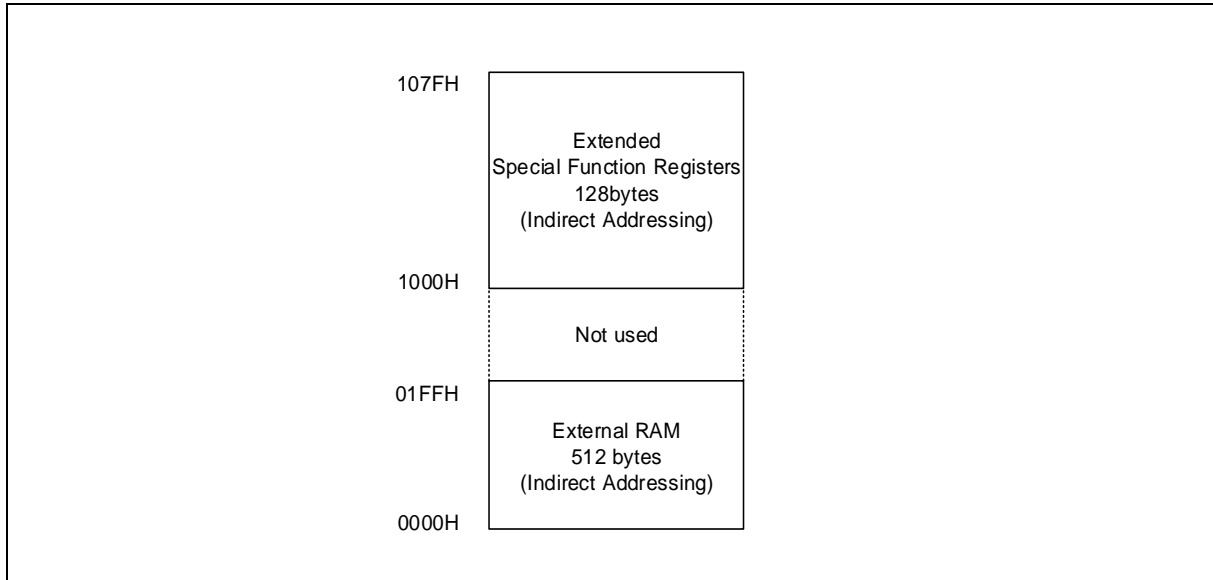 107FH
Extended
Special Function Registers
128bytes
(Indirect Addressing)
1000H
Not used
01FFH
External RAM
512 bytes
(Indirect Addressing)
0000H